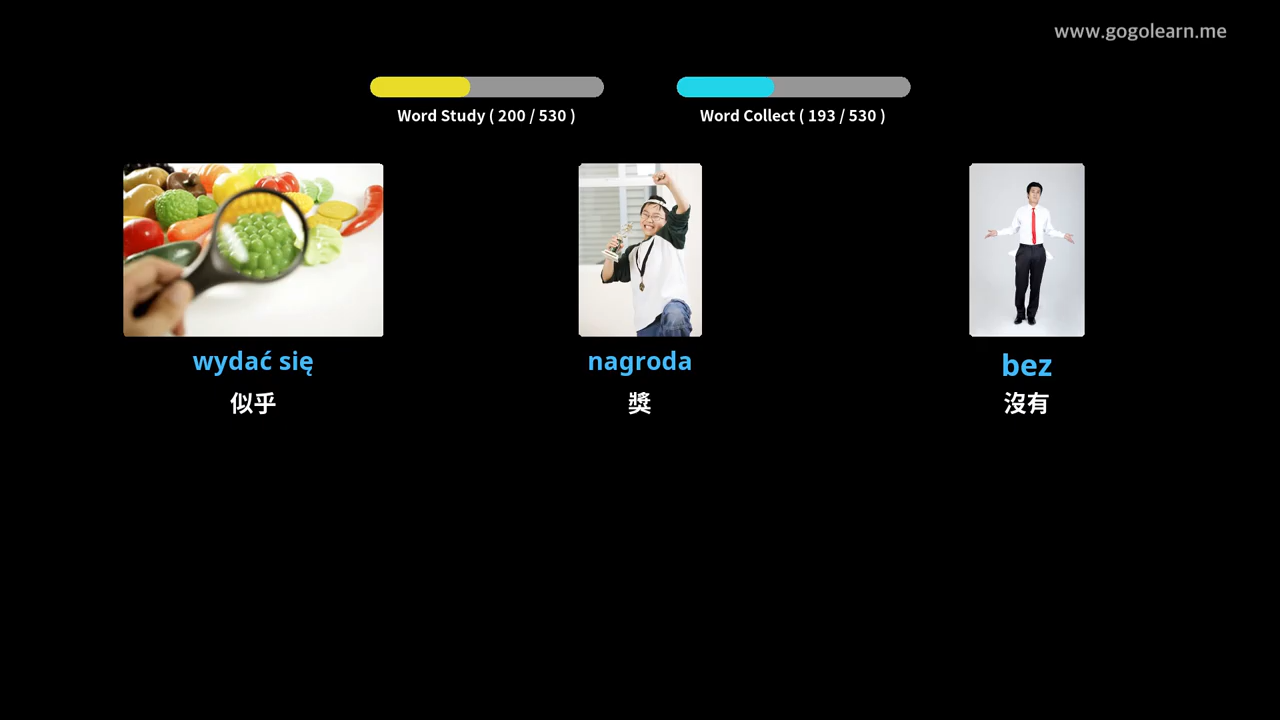 www.gogolearn.me
Word Study ( 200 / 530 )
Word Collect ( 193 / 530 )
wydać się
nagroda
bez
似乎
獎
沒有